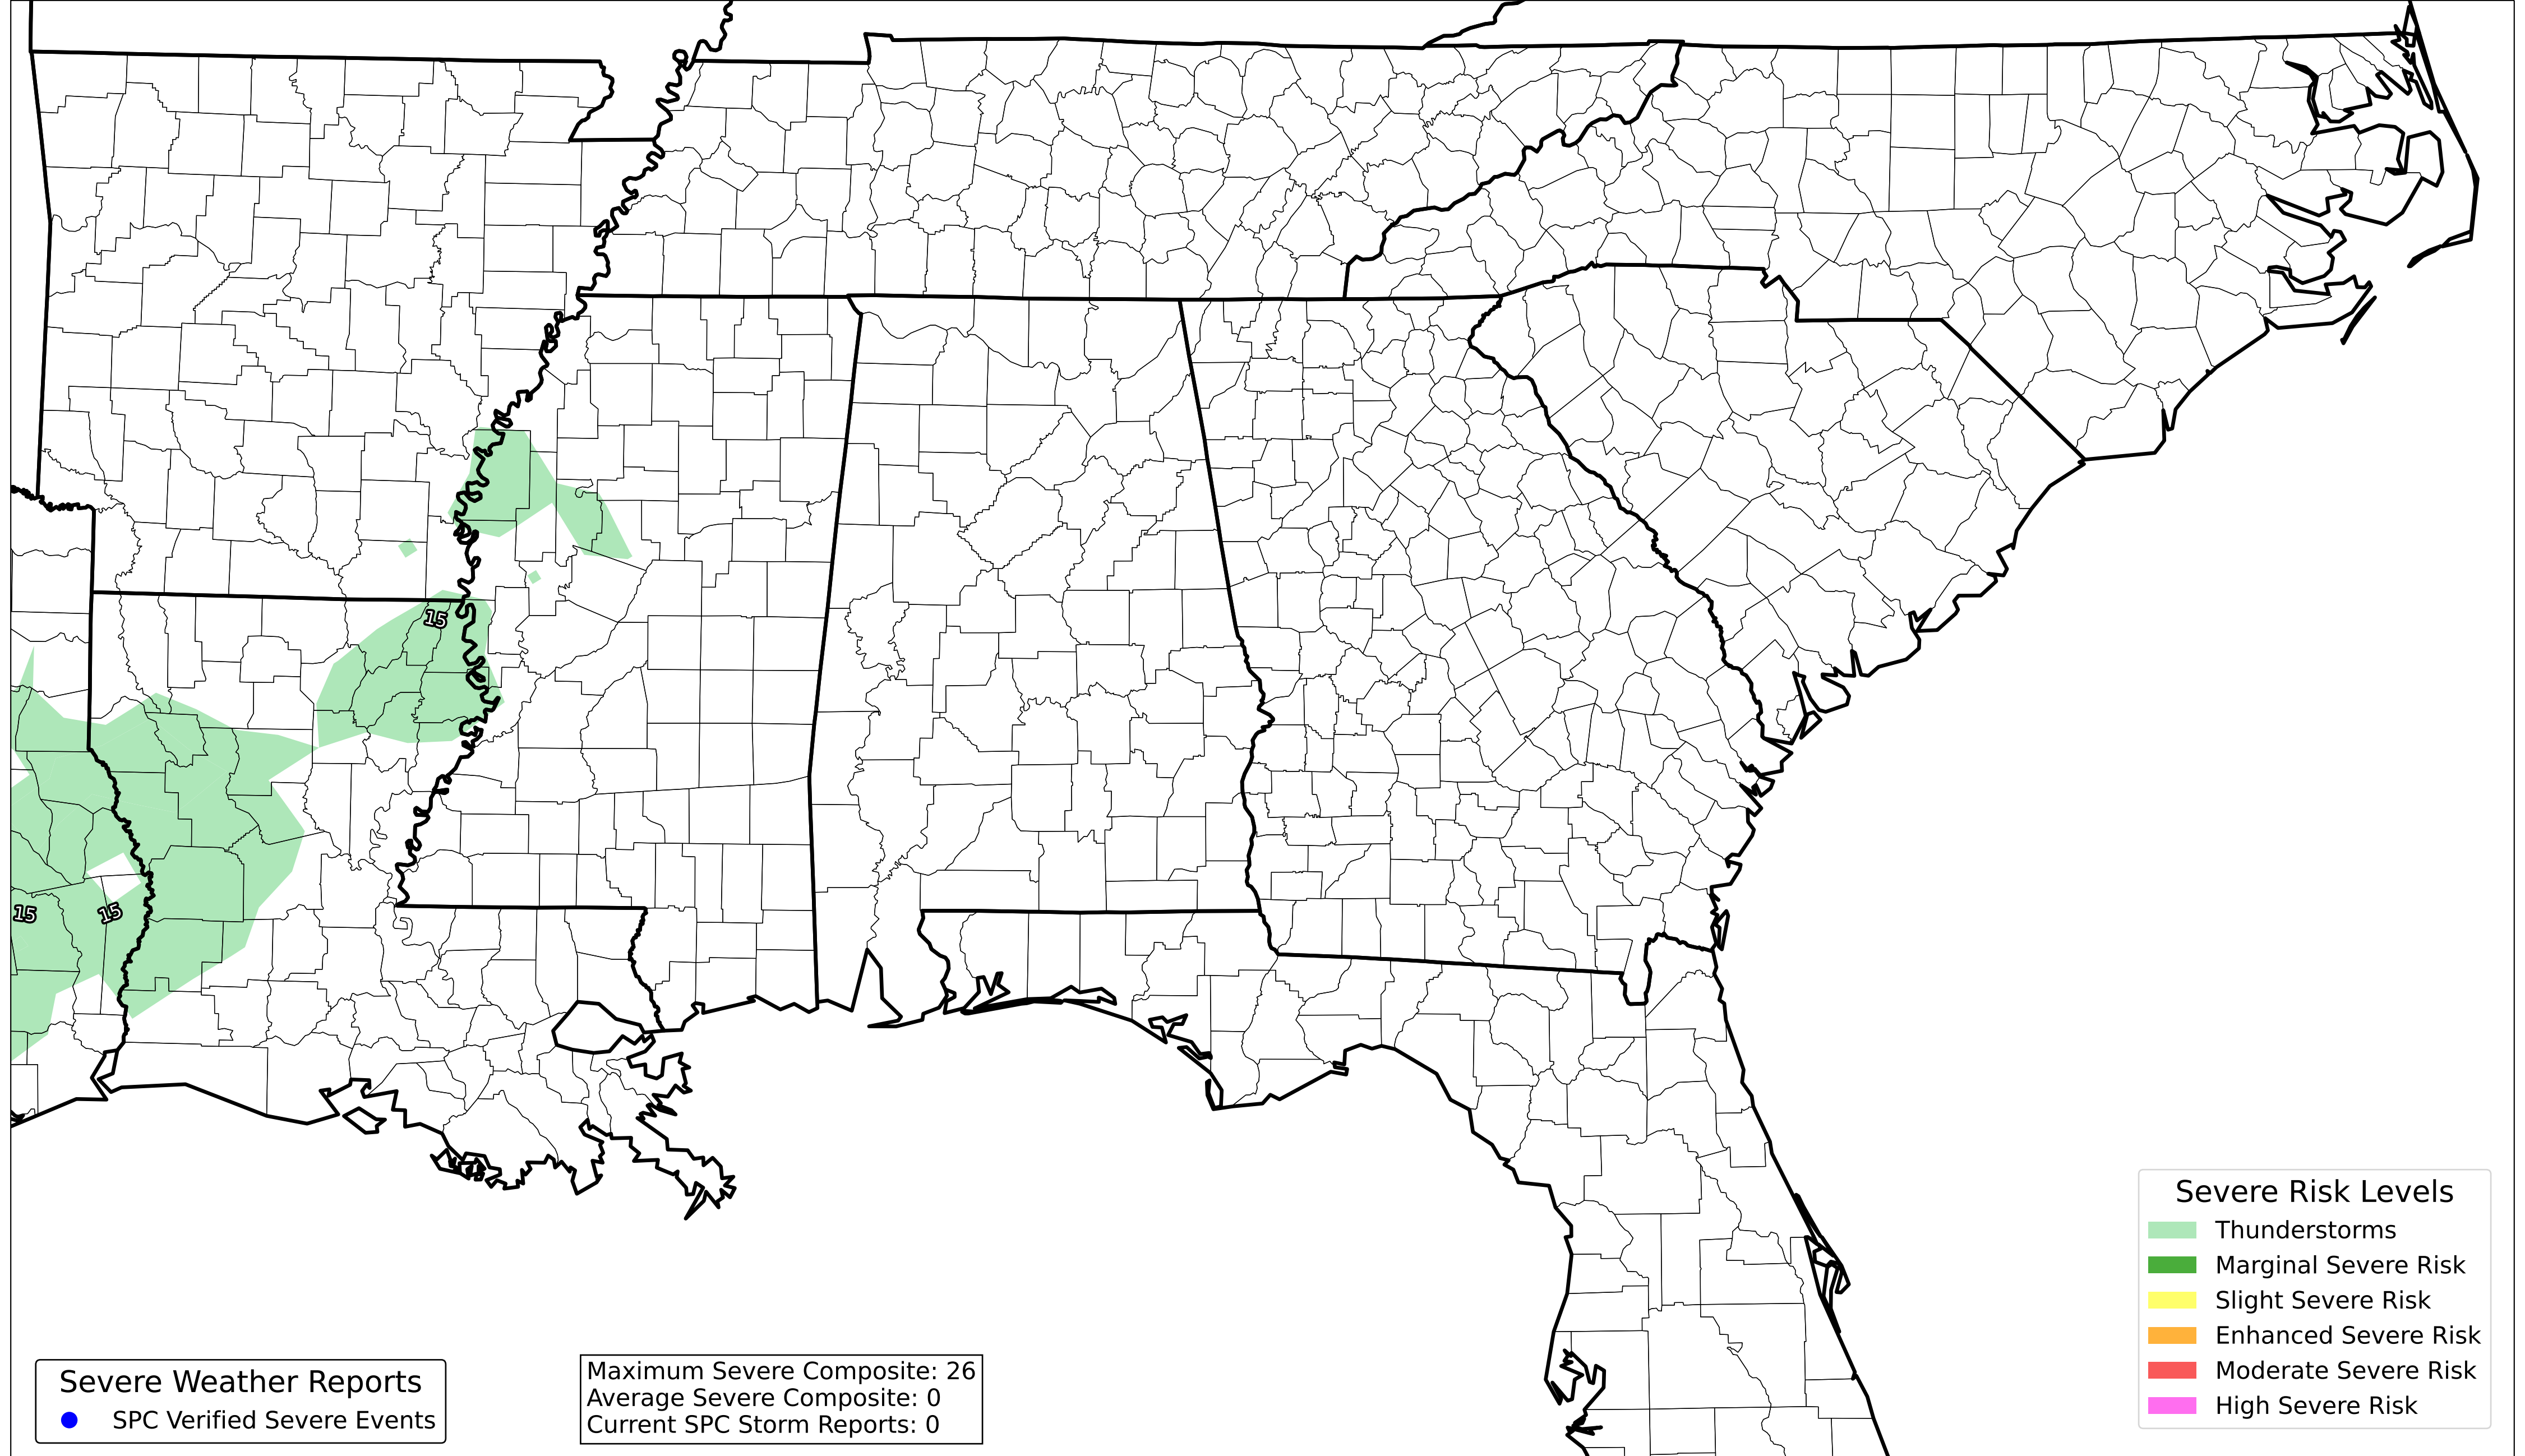 15
15
15
Severe Risk Levels
Thunderstorms
Marginal Severe Risk
Slight Severe Risk
Enhanced Severe Risk
Moderate Severe Risk
High Severe Risk
Severe Weather Reports
SPC Verified Severe Events
Maximum Severe Composite: 26
Average Severe Composite: 0
Current SPC Storm Reports: 0